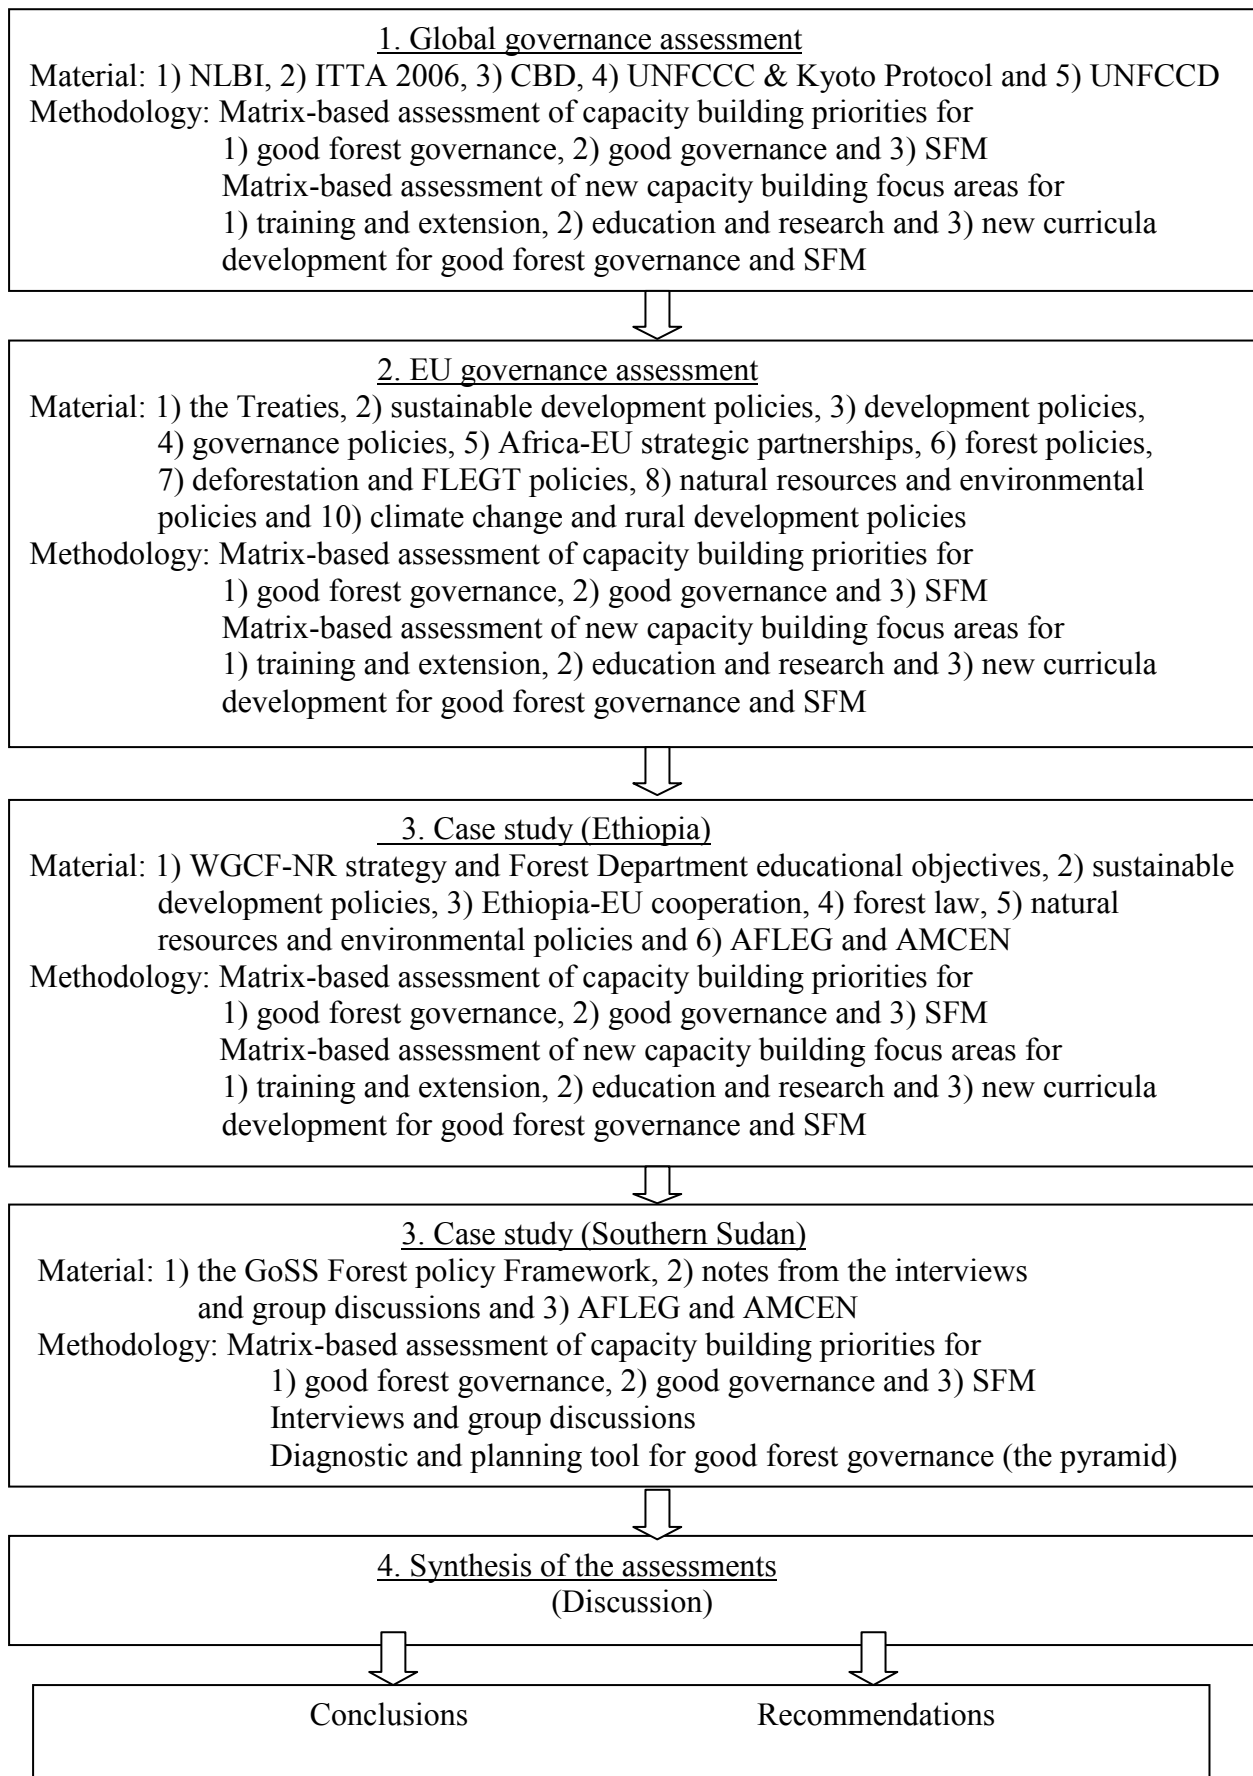 1. Global governance assessment
Material: 1) NLBI, 2) ITTA 2006, 3) CBD, 4) UNFCCC & Kyoto Protocol and 5) UNFCCD
Methodology: Matrix-based assessment of capacity building priorities for
1) good forest governance, 2) good governance and 3) SFM
Matrix-based assessment of new capacity building focus areas for
1) training and extension, 2) education and research and 3) new curricula
development for good forest governance and SFM
2. EU governance assessment
Material: 1) the Treaties, 2) sustainable development policies, 3) development policies,
4) governance policies, 5) Africa-EU strategic partnerships, 6) forest policies,
7) deforestation and FLEGT policies, 8) natural resources and environmental
policies and 10) climate change and rural development policies
Methodology: Matrix-based assessment of capacity building priorities for
1) good forest governance, 2) good governance and 3) SFM
Matrix-based assessment of new capacity building focus areas for
1) training and extension, 2) education and research and 3) new curricula
development for good forest governance and SFM
3. Case study (Ethiopia)
Material: 1) WGCF-NR strategy and Forest Department educational objectives, 2) sustainable
development policies, 3) Ethiopia-EU cooperation, 4) forest law, 5) natural
resources and environmental policies and 6) AFLEG and AMCEN
Methodology: Matrix-based assessment of capacity building priorities for
1) good forest governance, 2) good governance and 3) SFM
Matrix-based assessment of new capacity building focus areas for
1) training and extension, 2) education and research and 3) new curricula
development for good forest governance and SFM
3. Case study (Southern Sudan)
Material: 1) the GoSS Forest policy Framework, 2) notes from the interviews
and group discussions and 3) AFLEG and AMCEN
Methodology: Matrix-based assessment of capacity building priorities for
1) good forest governance, 2) good governance and 3) SFM
Interviews and group discussions
Diagnostic and planning tool for good forest governance (the pyramid)
4. Synthesis of the assessments
(Discussion)
Conclusions
Recommendations